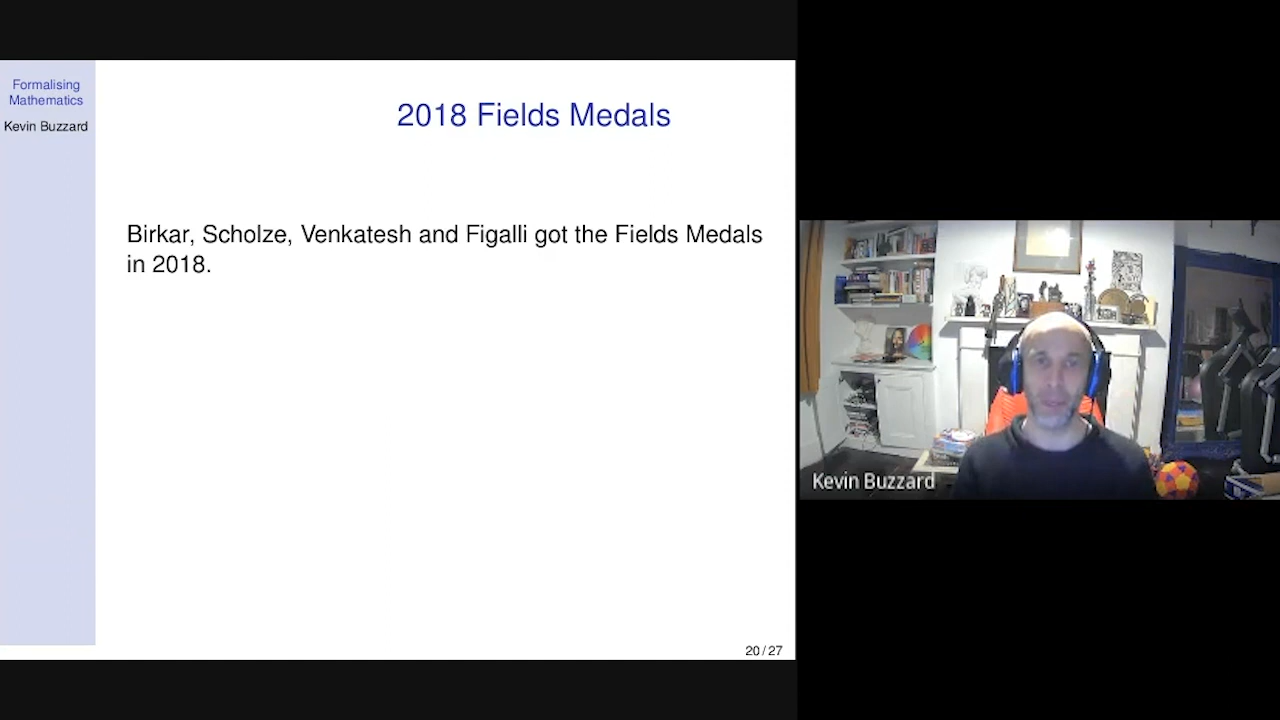 Formalising
Mathematics
Kevin Buzzard
2018 Fields Medals
Birkar, Scholze, Venkatesh and Figalli got the Fields Medals
in 2018.
20 / 27
Kevin Buzzard